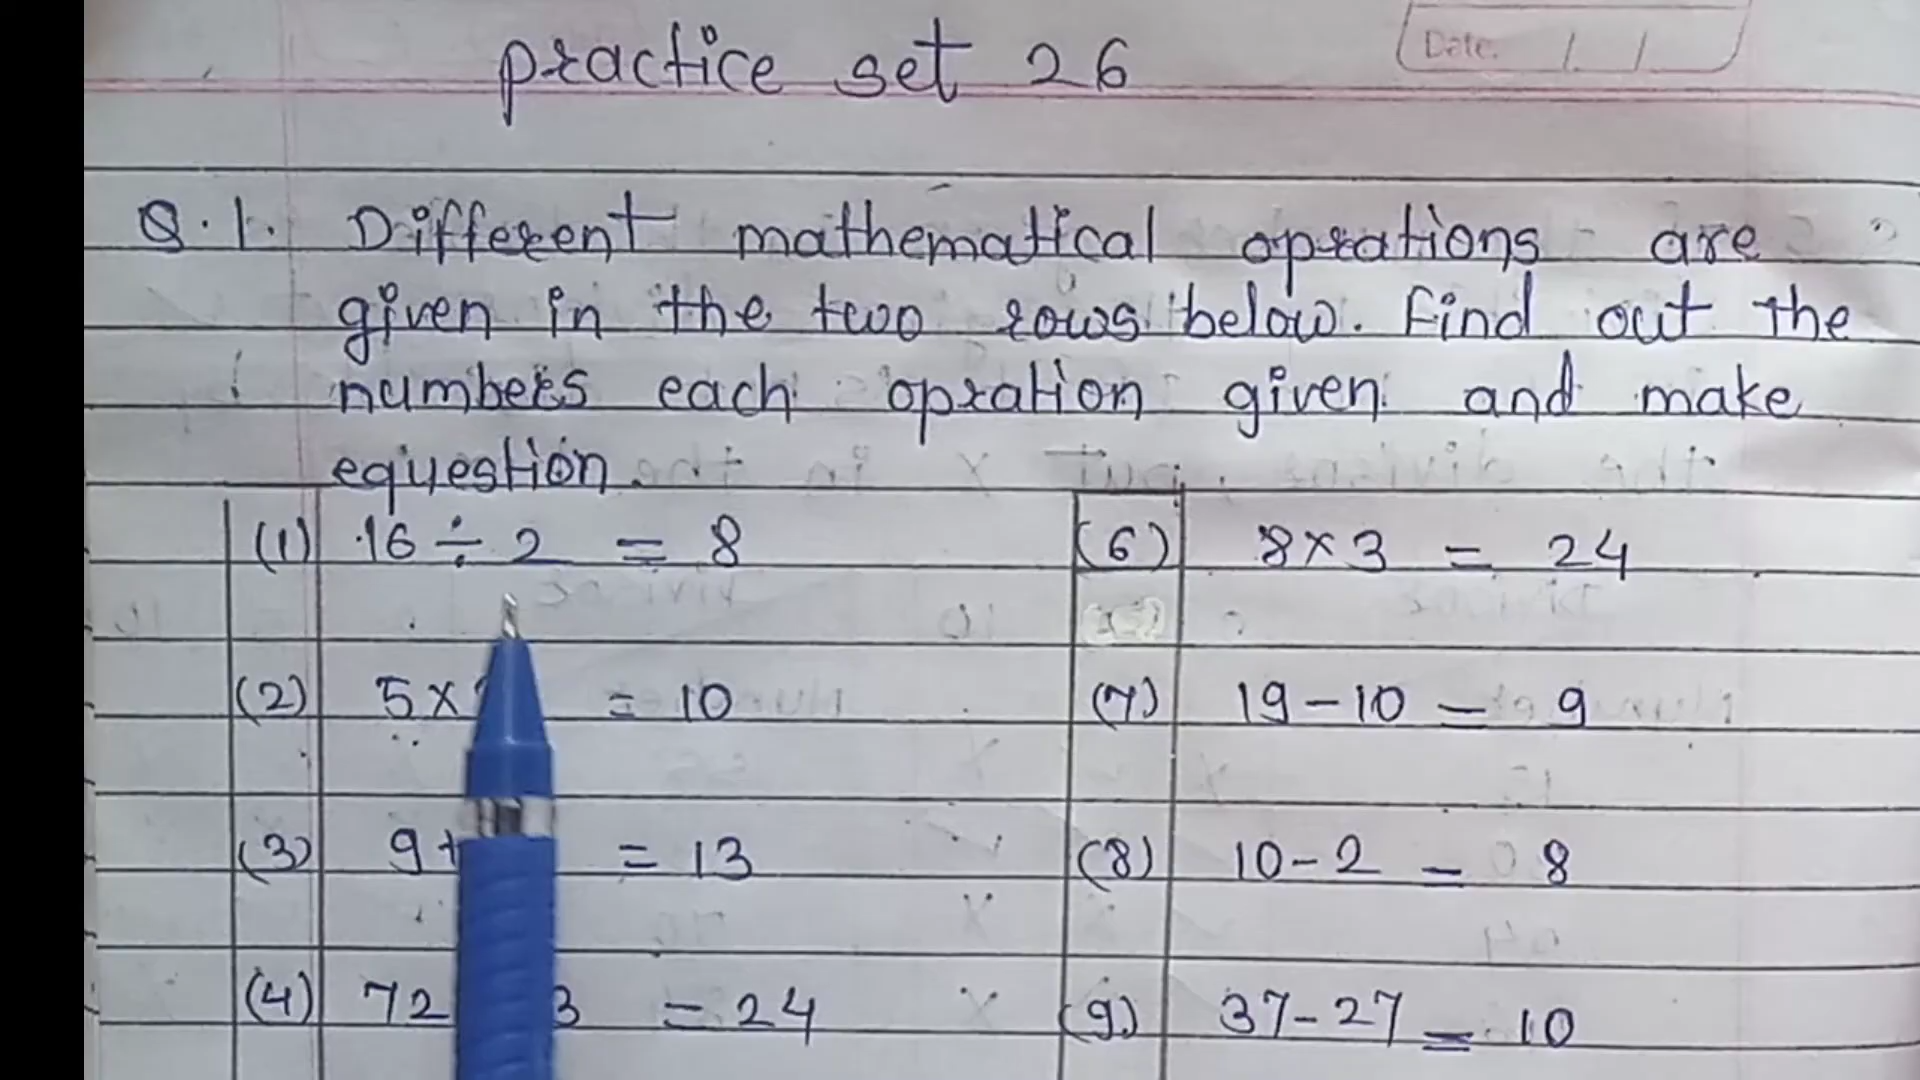 Date. / /
practice set 26
Q.1. Different mathematical oprations are
given in the two rows below. Find out the
numbers each opration given and make
equestion.
(1) 16 ÷ 2 = 8
(6) 8×3 = 24
(2) 5× = 10
(7) 19-10 = 9
(3) 9+ = 13
(8) 10-2 = 8
(4) 72 3 = 24
(9) 37-27 = 10